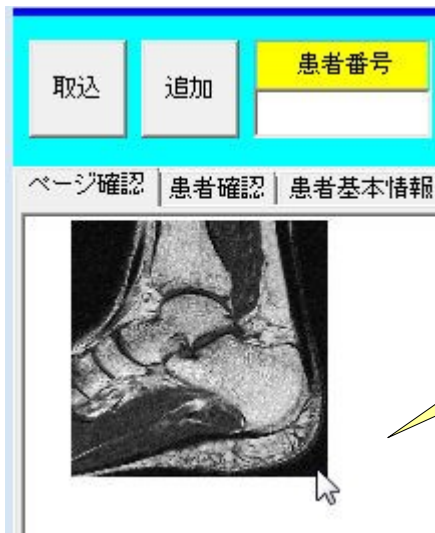 取込
追加
患者番号
ページ確認
患者確認
患者基本情報